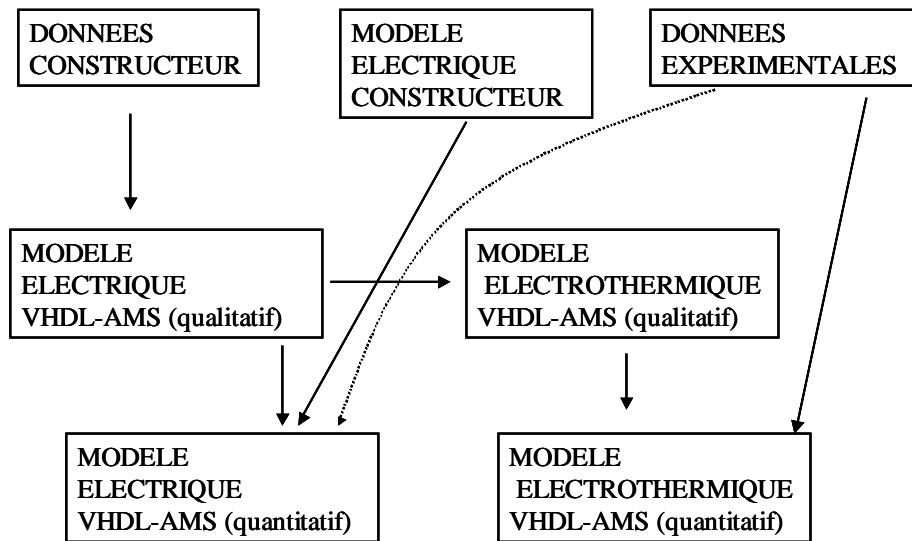 DONNEES
CONSTRUCTEUR
MODELE
ELECTRIQUE
CONSTRUCTEUR
DONNEES
EXPERIMENTALES
MODELE
ELECTRIQUE
VHDL-AMS (qualitatif)
MODELE
ELECTROTHERMIQUE
VHDL-AMS (qualitatif)
MODELE
ELECTRIQUE
VHDL-AMS (quantitatif)
MODELE
ELECTROTHERMIQUE
VHDL-AMS (quantitatif)